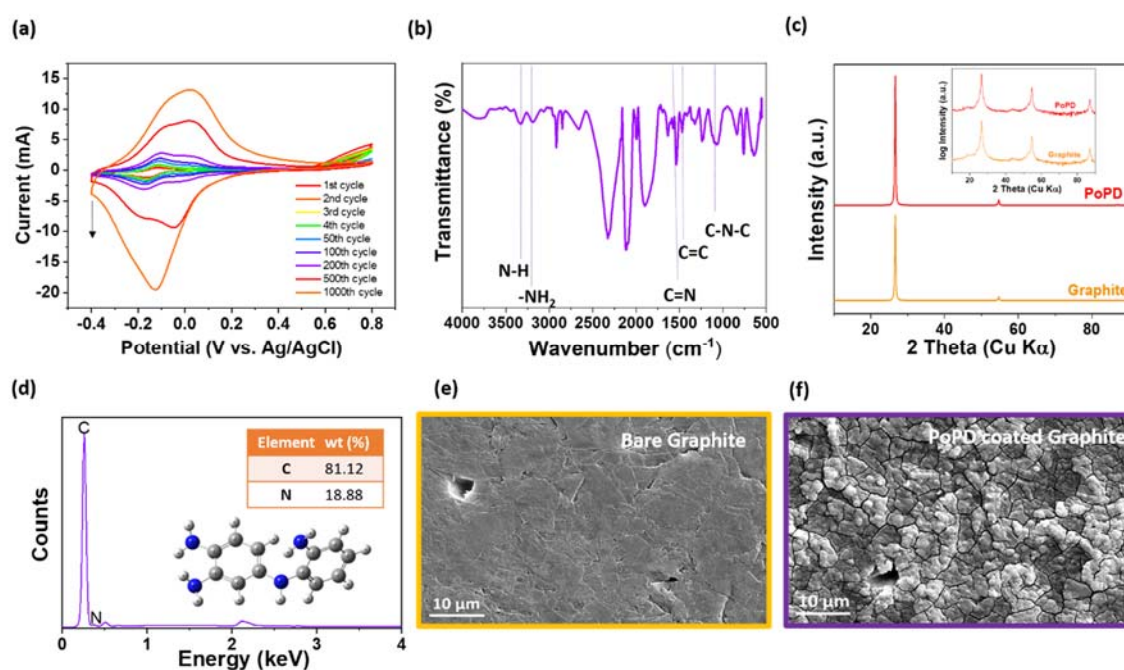 (a)
Current (mA)
15
10
5
0
-5
-10
-15
-20
-0.4 -0.2 0.0 0.2 0.4 0.6 0.8
Potential (V vs. Ag/AgCl)
1st cycle
2nd cycle
3rd cycle
4th cycle
50th cycle
100th cycle
200th cycle
500th cycle
1000th cycle
(b)
Transmittance (%)
N-H
-NH2
C=N
C=C
C-N-C
4000 3500 3000 2500 2000 1500 1000 500
Wavenumber (cm-1)
(c)
Intensity (a.u.)
log Intensity (a.u.)
PoPD
Graphite
20 40 60 80
2 Theta (Cu Kα)
PoPD
Graphite
20 40 60 80
2 Theta (Cu Kα)
(d)
Counts
C
N
Element wt (%)
C 81.12
N 18.88
0 1 2 3 4
Energy (keV)
(e)
Bare Graphite
10 μm
(f)
PoPD coated Graphite
10 μm